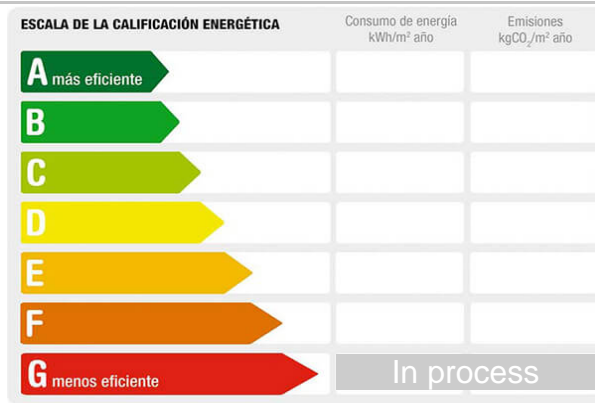 ESCALA DE LA CALIFICACIÓN ENERGÉTICA
Consumo de energía
kWh/m² año
Emisiones
kgCO₂/m² año
A más eficiente
B
C
D
E
F
G menos eficiente
In process